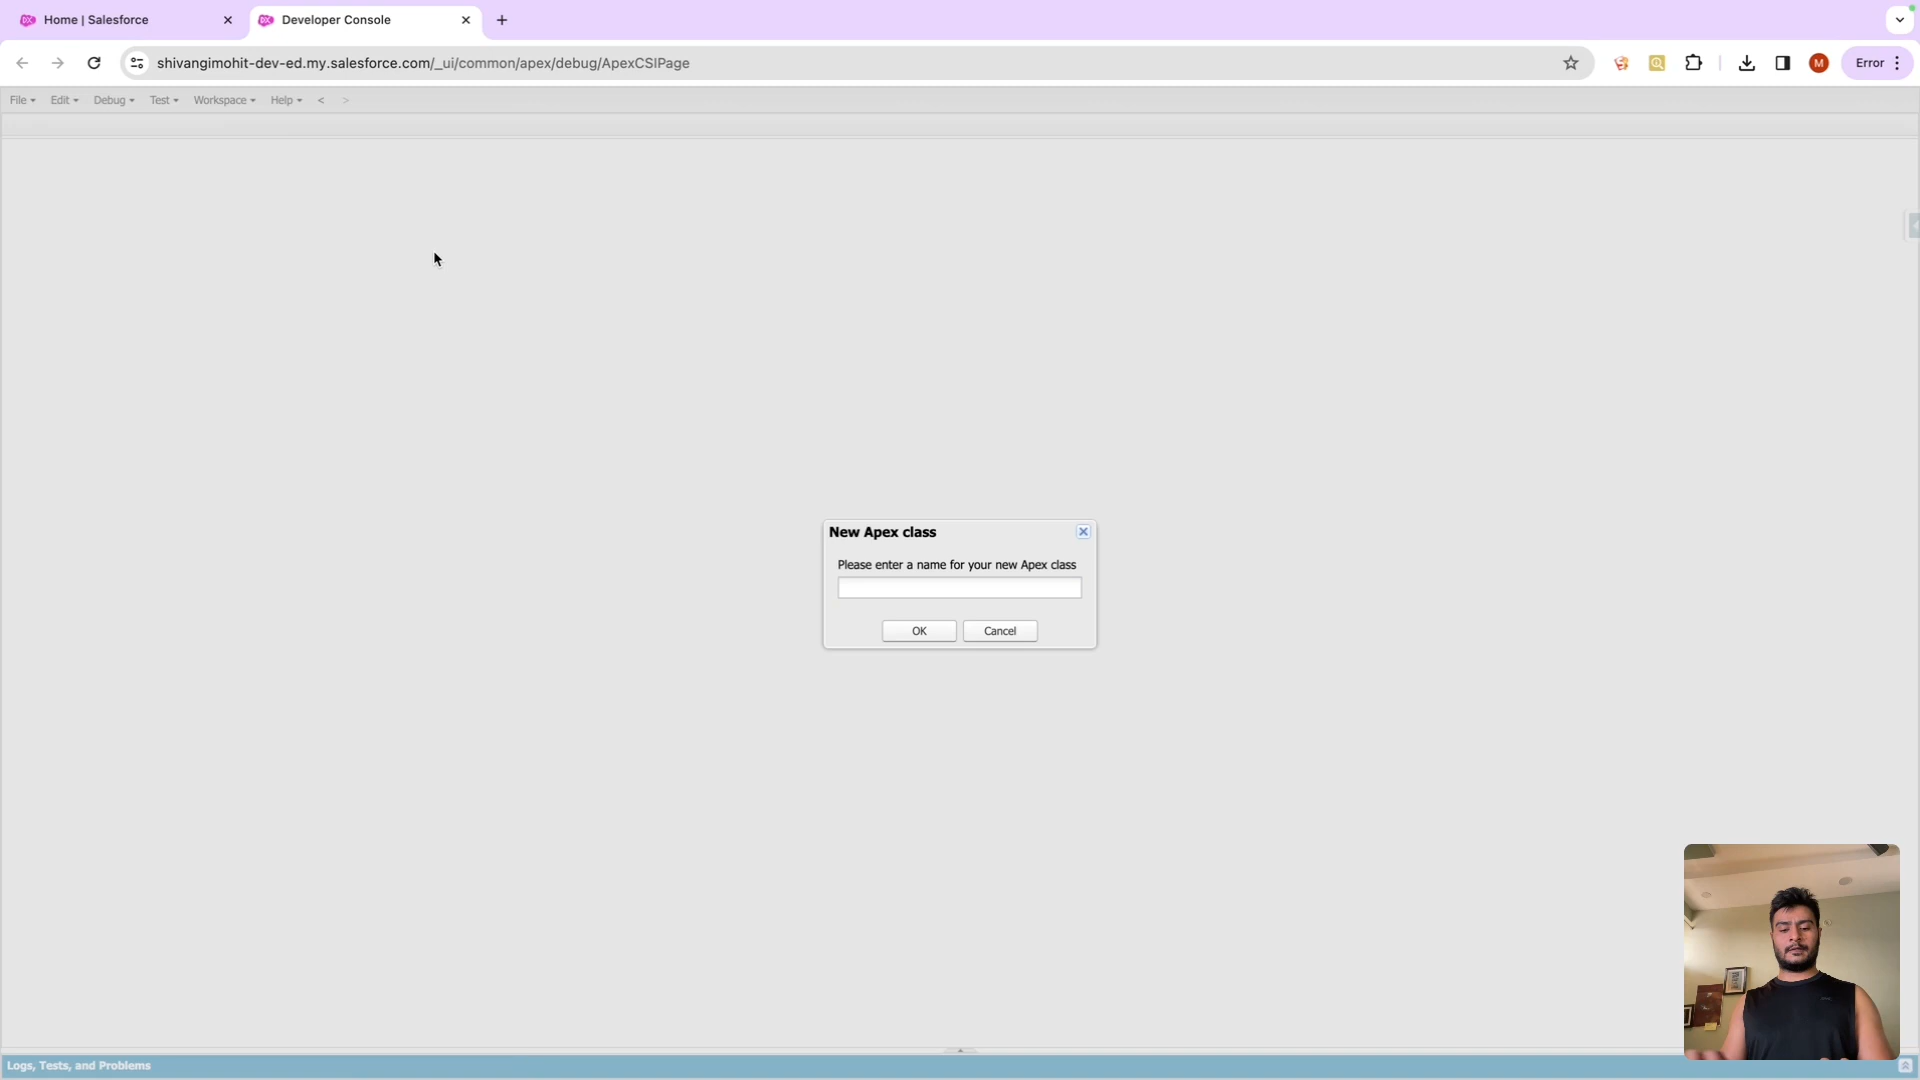 Home | Salesforce
Developer Console
shivangimohit-dev-ed.my.salesforce.com/_ui/common/apex/debug/ApexCSIPage
M
Error
File
Edit
Debug
Test
Workspace
Help
<
>
New Apex class
Please enter a name for your new Apex class
OK
Cancel
Logs, Tests, and Problems